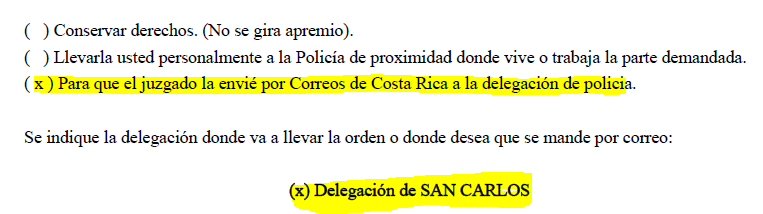 ( ) Conservar derechos. (No se gira apremio).
( ) Llevarla usted personalmente a la Policía de proximidad donde vive o trabaja la parte demandada.
( x ) Para que el juzgado la envié por Correos de Costa Rica a la delegación de policia.
Se indique la delegación donde va a llevar la orden o donde desea que se mande por correo:
(x) Delegación de SAN CARLOS